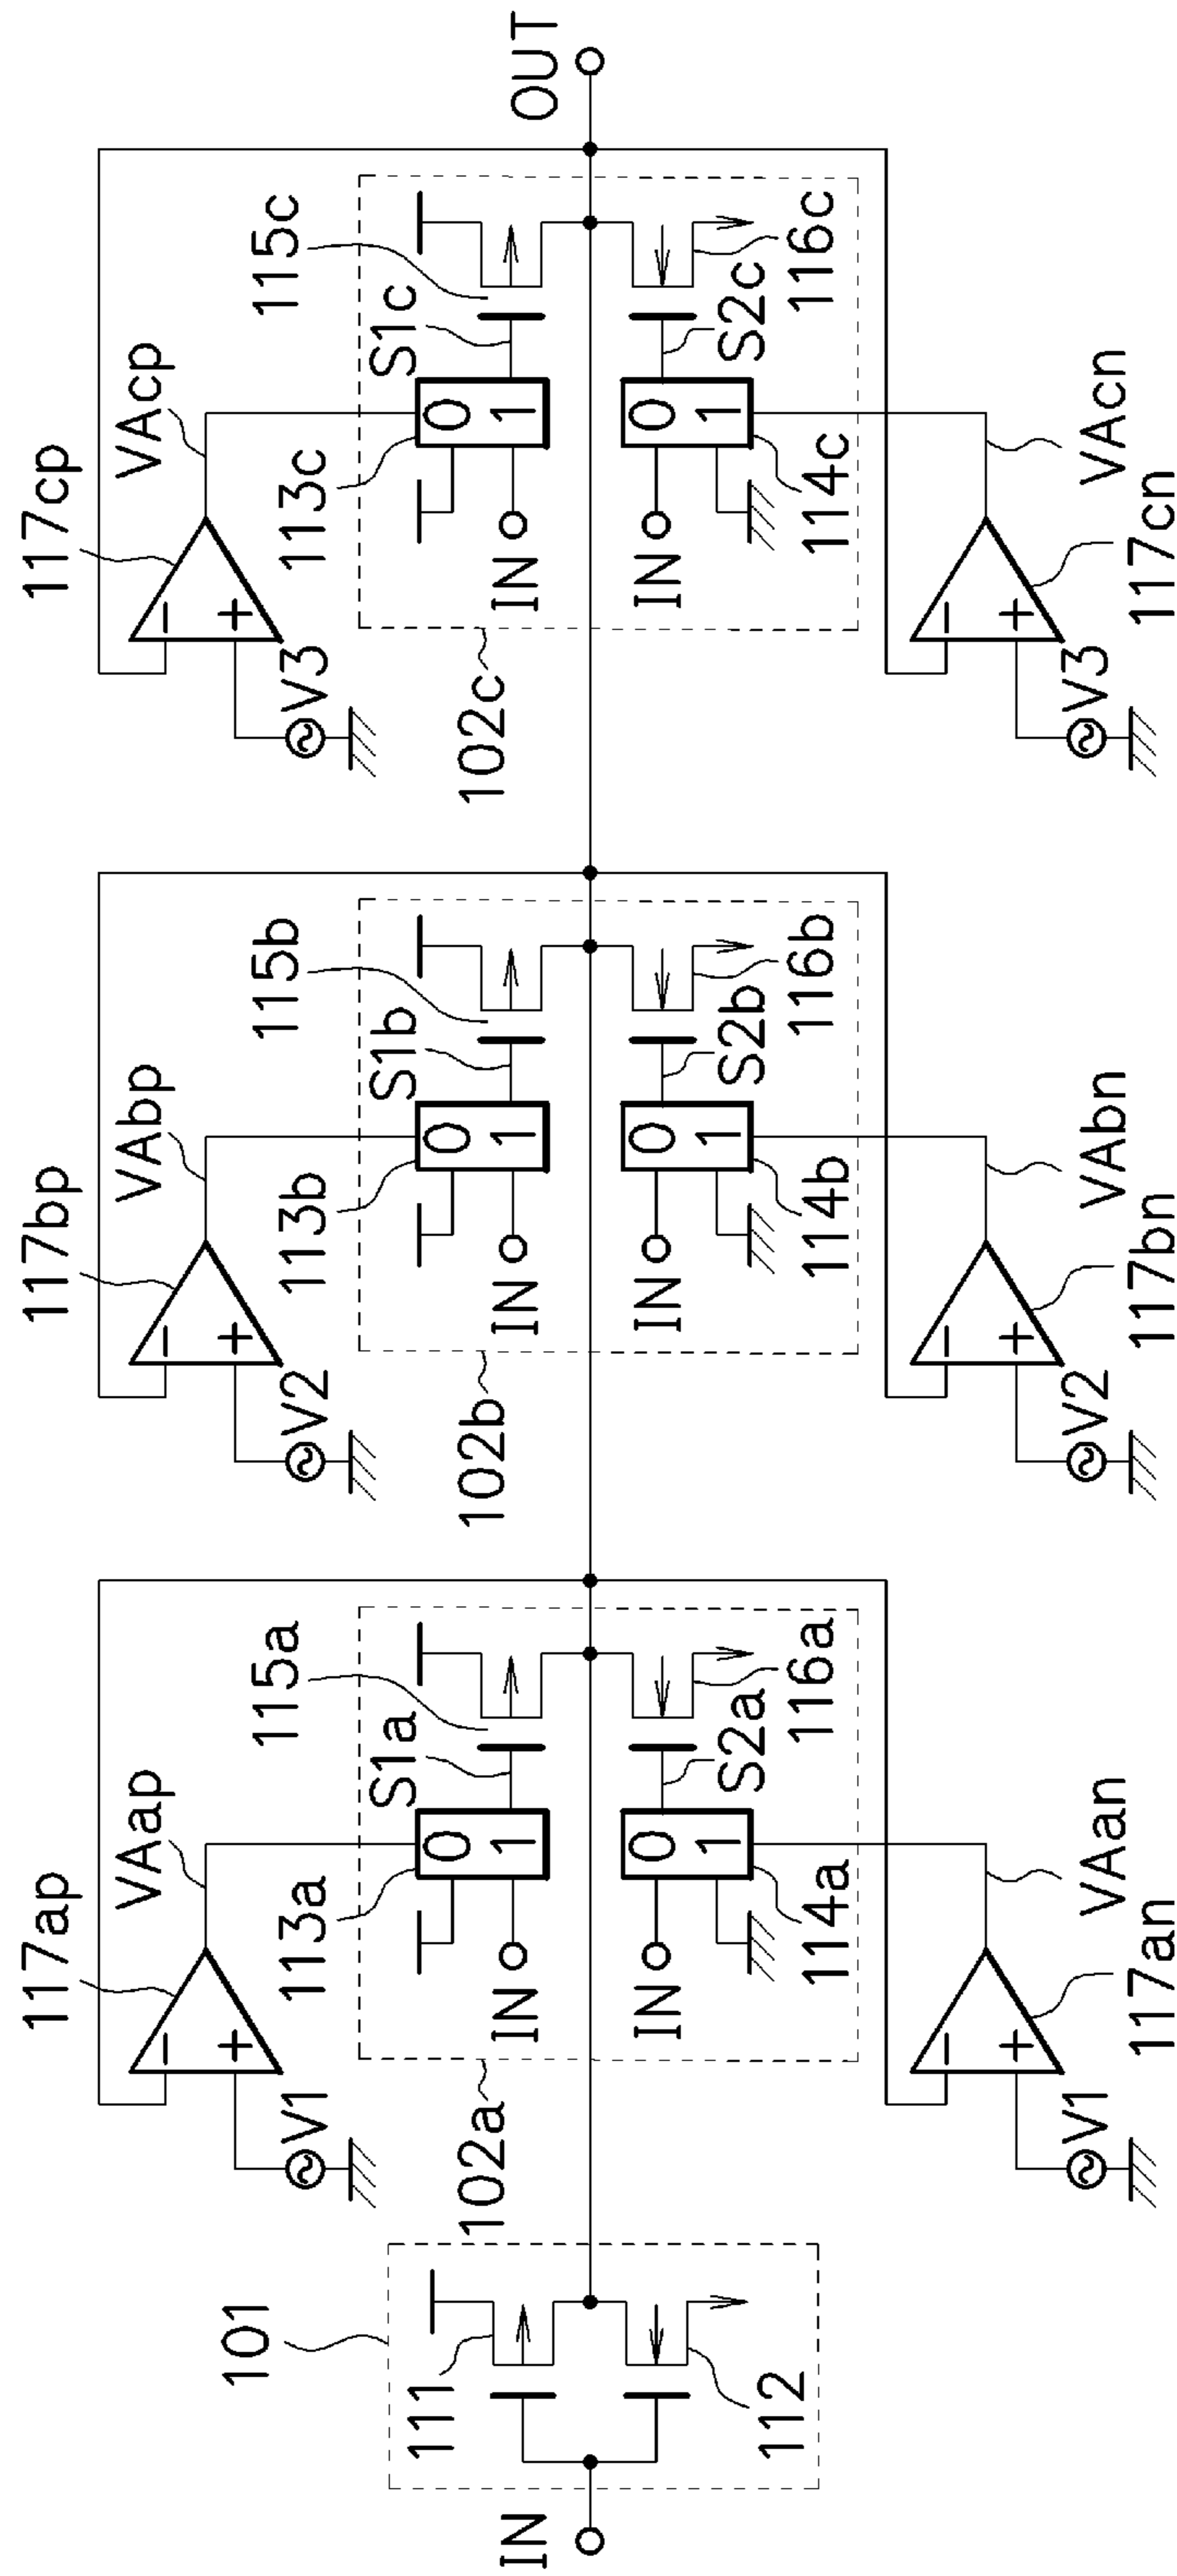 117ap
VAap
117bp
VAbp
117cp
VAcp
V1
V2
V3
101
113a
S1a
115a
113b
S1b
115b
113c
S1c
115c
111
102a
0
1
102b
0
1
102c
0
1
IN
IN
IN
IN
OUT
IN
IN
IN
0
1
0
1
0
1
112
114a
S2a
116a
114b
S2b
116b
114c
S2c
116c
V1
V2
V3
117an
VAan
117bn
VAbn
117cn
VAcn
−
+
−
+
−
+
−
+
−
+
−
+